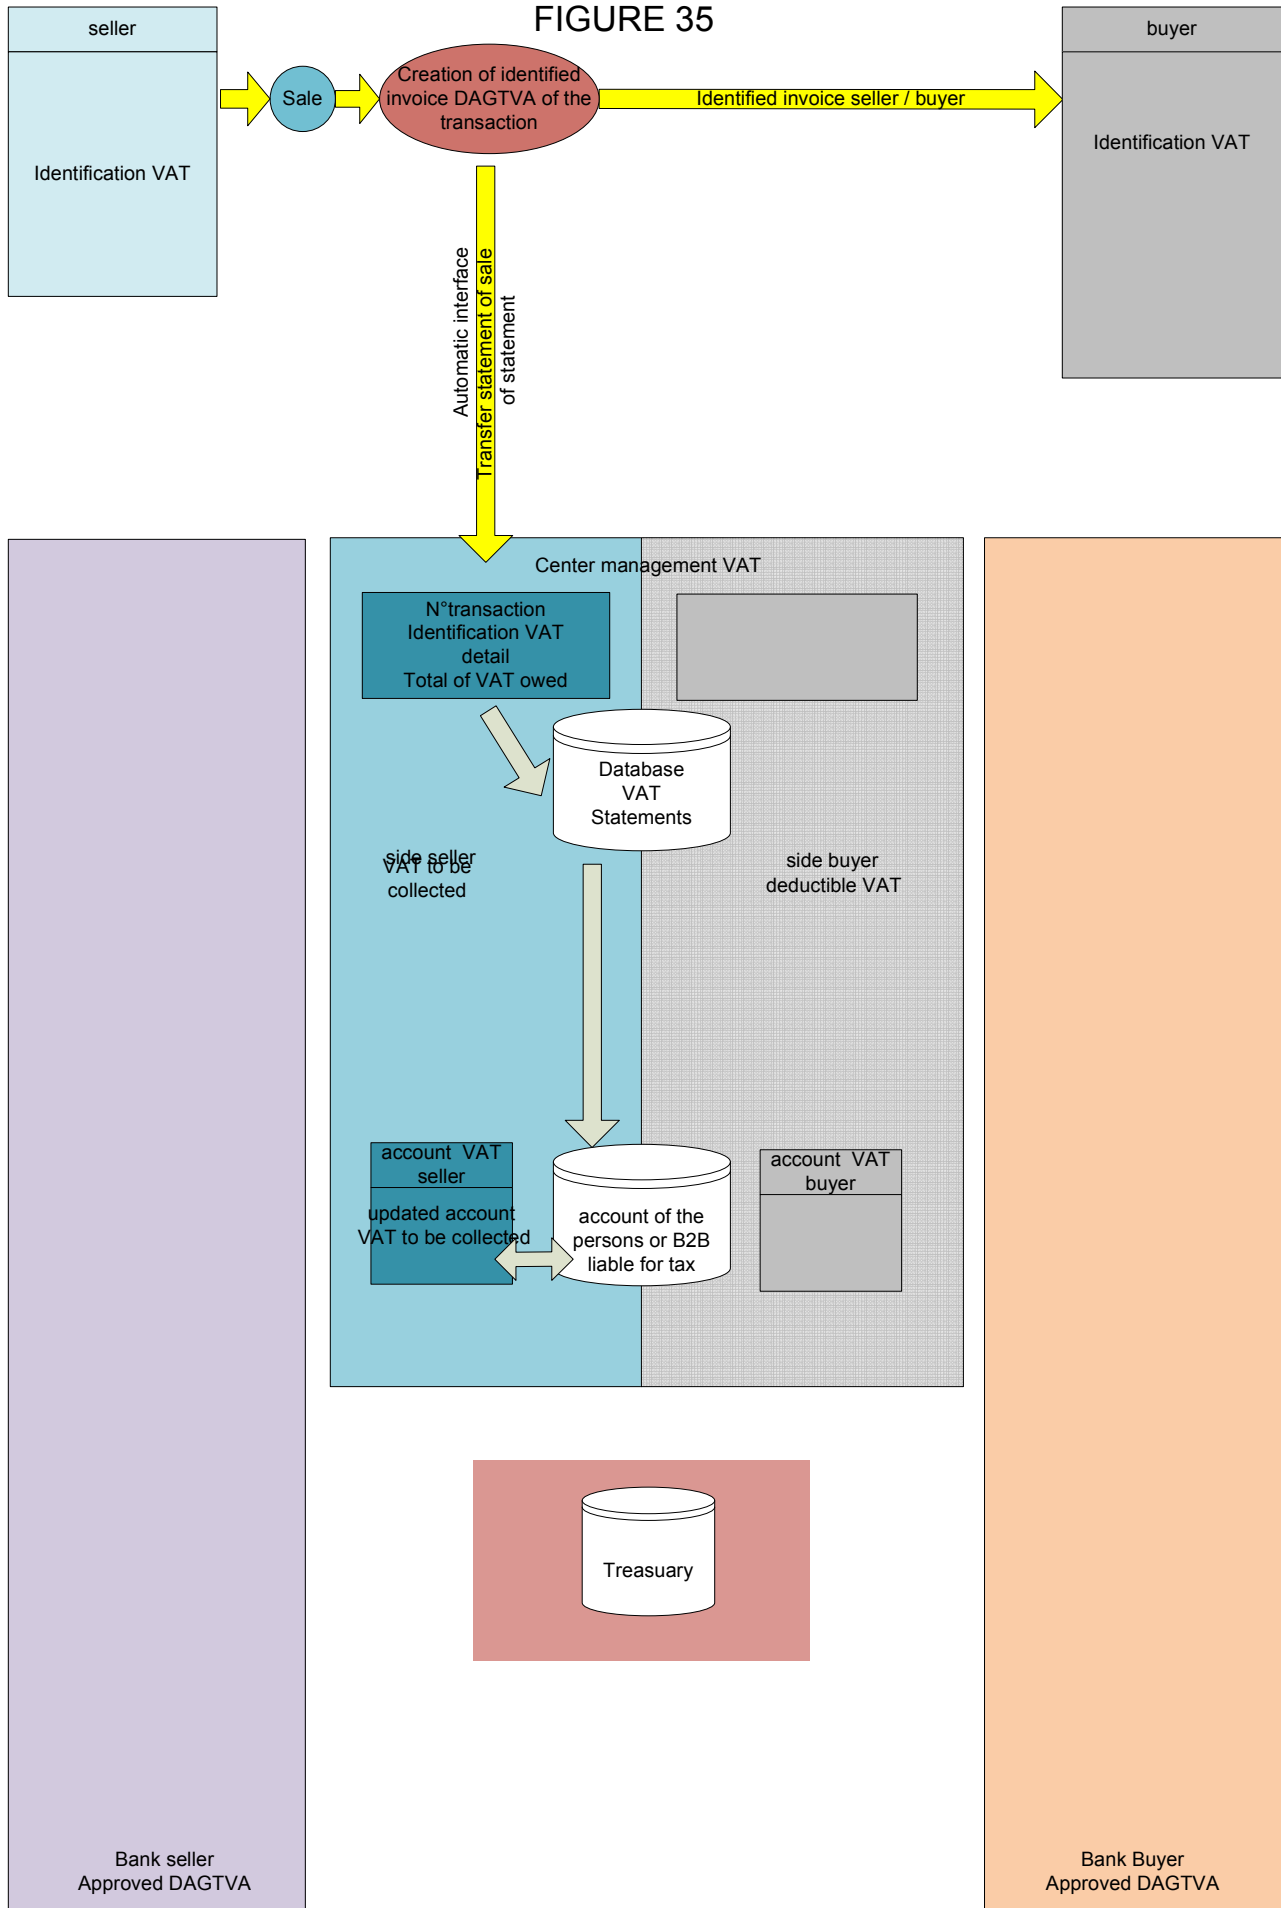 FIGURE 35
seller
Identification VAT
Sale
Creation of identified
invoice DAGTVA of the
transaction
Identified invoice seller / buyer
buyer
Identification VAT
Automatic interface
Transfer statement of sale
of statement
Center management VAT
N°transaction
Identification VAT
detail
Total of VAT owed
Database
VAT
Statements
side seller
VAT to be
collected
side buyer
deductible VAT
account VAT
seller
updated account
VAT to be collected
account of the
persons or B2B
liable for tax
account VAT
buyer
Treasuary
Bank seller
Approved DAGTVA
Bank Buyer
Approved DAGTVA